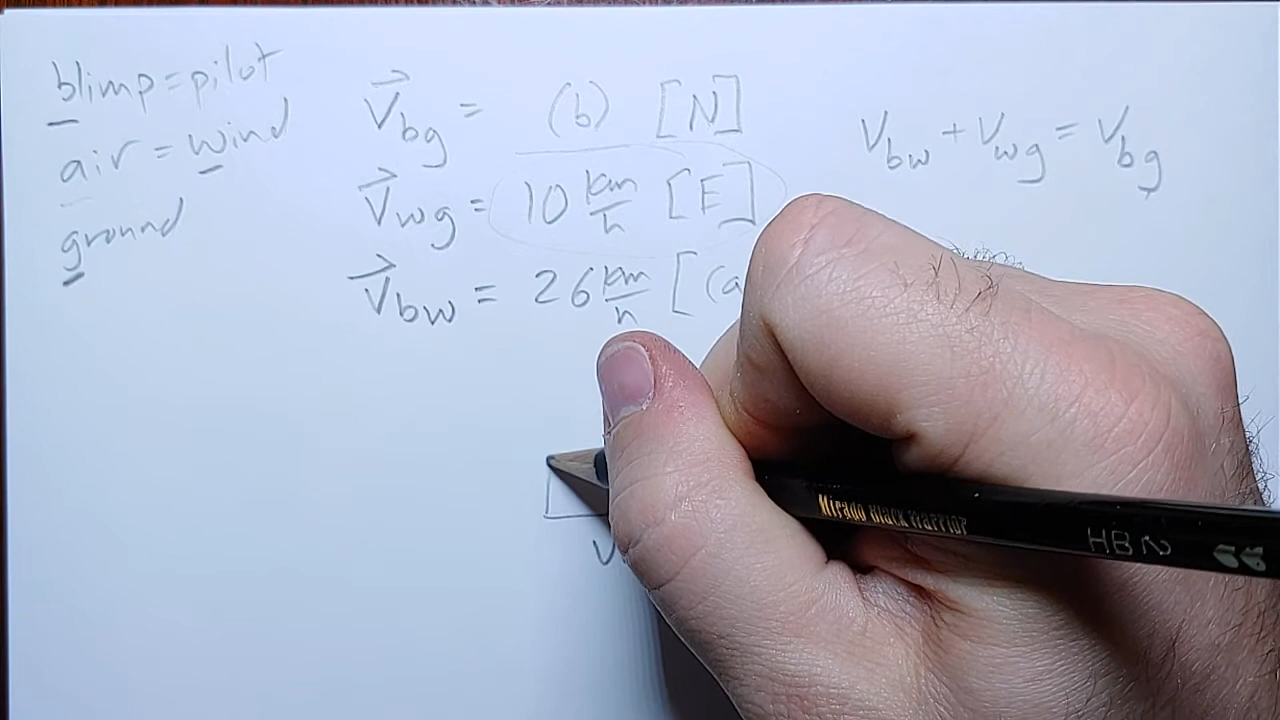 blimp = pilot
air = wind
ground
V⃗bg = (b) [N]
V⃗wg = 10 km/h [E]
V⃗bw = 26 km/h [(a
Vbw + Vwg = Vbg
V
Mirado Black Warrior HB 2